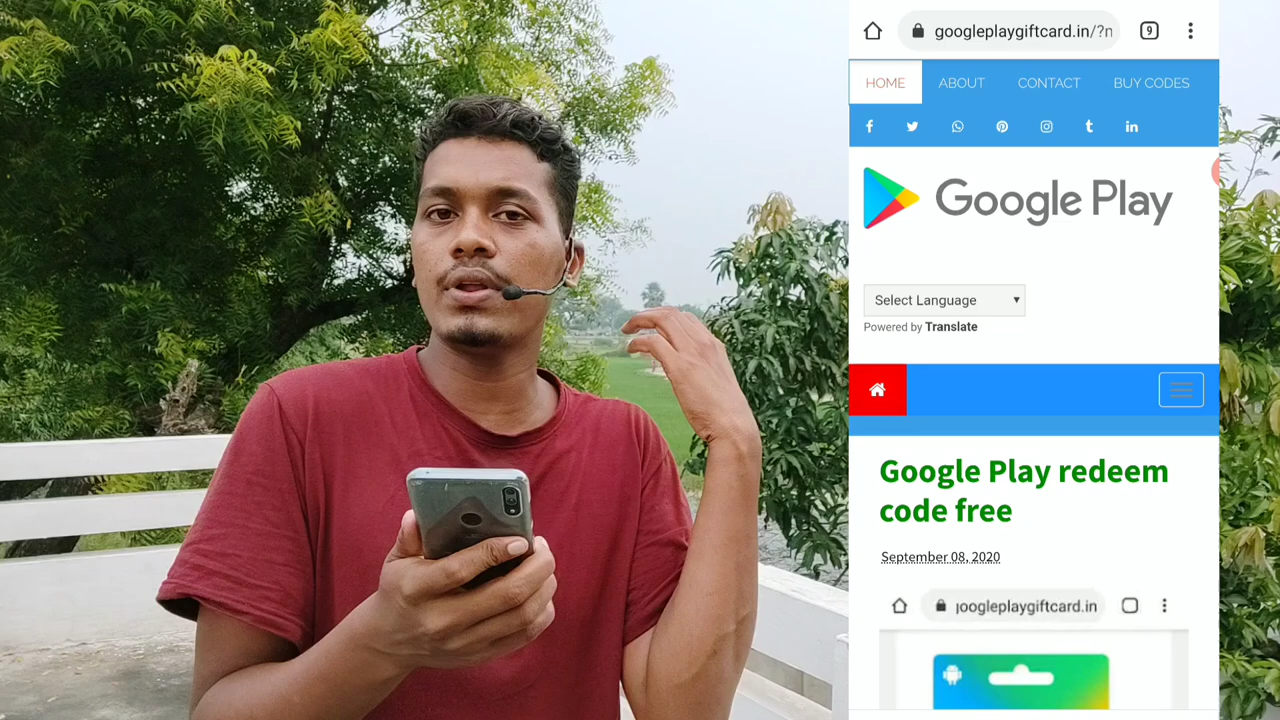 googleplaygiftcard.in/?n
9
HOME ABOUT CONTACT BUY CODES
Google Play
Select Language
Powered by Translate
Google Play redeem
code free
September 08, 2020
googleplaygiftcard.in